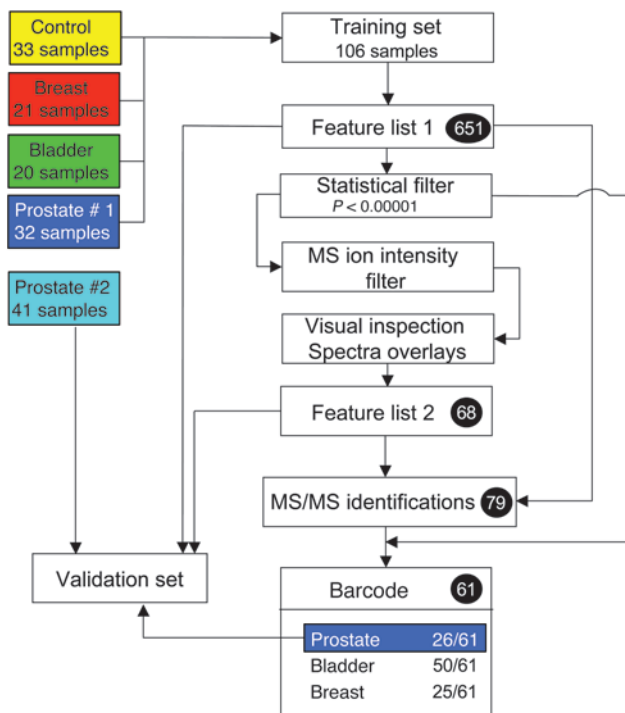 Control
33 samples
Breast
21 samples
Bladder
20 samples
Prostate # 1
32 samples
Prostate #2
41 samples
Training set
106 samples
Feature list 1 651
Statistical filter
P < 0.00001
MS ion intensity
filter
Visual inspection
Spectra overlays
Feature list 2 68
MS/MS identifications 79
Validation set
Barcode 61
Prostate 26/61
Bladder 50/61
Breast 25/61